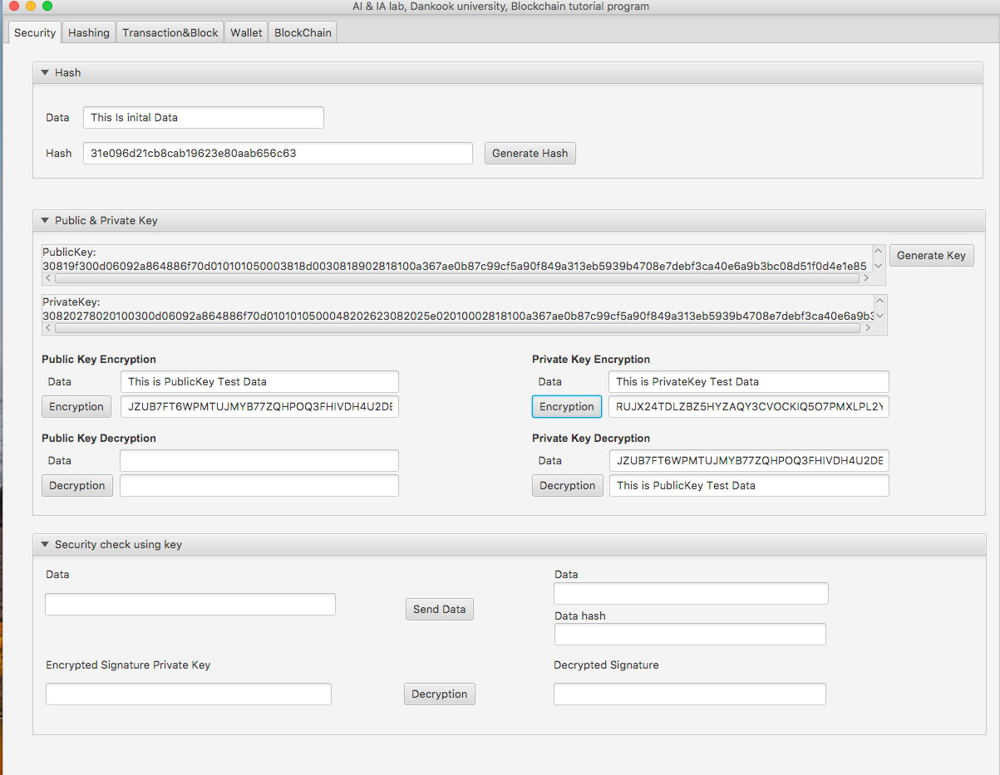 AI & IA lab, Dankook university, Blockchain tutorial program
Security Hashing Transaction&Block Wallet BlockChain
Hash
Data This Is inital Data
Hash 31e096d21cb8cab19623e80aab656c63 Generate Hash
Public & Private Key
PublicKey:
30819f300d06092a864886f70d010101050003818d0030818902818100a367ae0b87c99cf5a90f849a313eb5939b4708e7debf3ca40e6a9b3bc08d51f0d4e1e85
Generate Key
PrivateKey:
30820278020100300d06092a864886f70d0101010500048202623082025e02010002818100a367ae0b87c99cf5a90f849a313eb5939b4708e7debf3ca40e6a9b3
Public Key Encryption Private Key Encryption
Data This is PublicKey Test Data Data This is PrivateKey Test Data
Encryption JZUB7FT6WPMTUJMYB77ZQHPOQ3FHIVDH4U2DE Encryption RUJX24TDLZBZ5HYZAQY3CVOCKIQ5O7PMXLPL2Y
Public Key Decryption Private Key Decryption
Data Data JZUB7FT6WPMTUJMYB77ZQHPOQ3FHIVDH4U2DE
Decryption Decryption This is PublicKey Test Data
Security check using key
Data Data
Send Data
Data hash
Encrypted Signature Private Key Decrypted Signature
Decryption